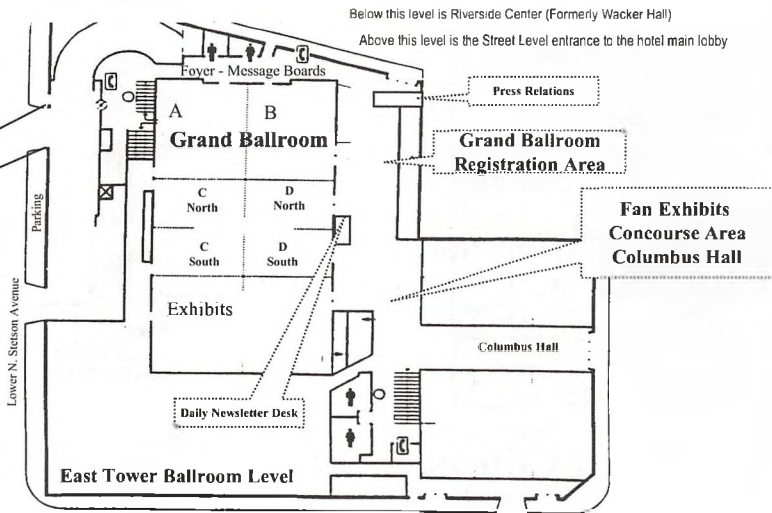 Below this level is Riverside Center (Formerly Wacker Hall)
Above this level is the Street Level entrance to the hotel main lobby
Foyer - Message Boards
Press Relations
A
B
Grand Ballroom
Grand Ballroom
Registration Area
C
North
D
North
Fan Exhibits
Concourse Area
Columbus Hall
Parking
C
South
D
South
Exhibits
Lower N. Stetson Avenue
Columbus Hall
Daily Newsletter Desk
East Tower Ballroom Level